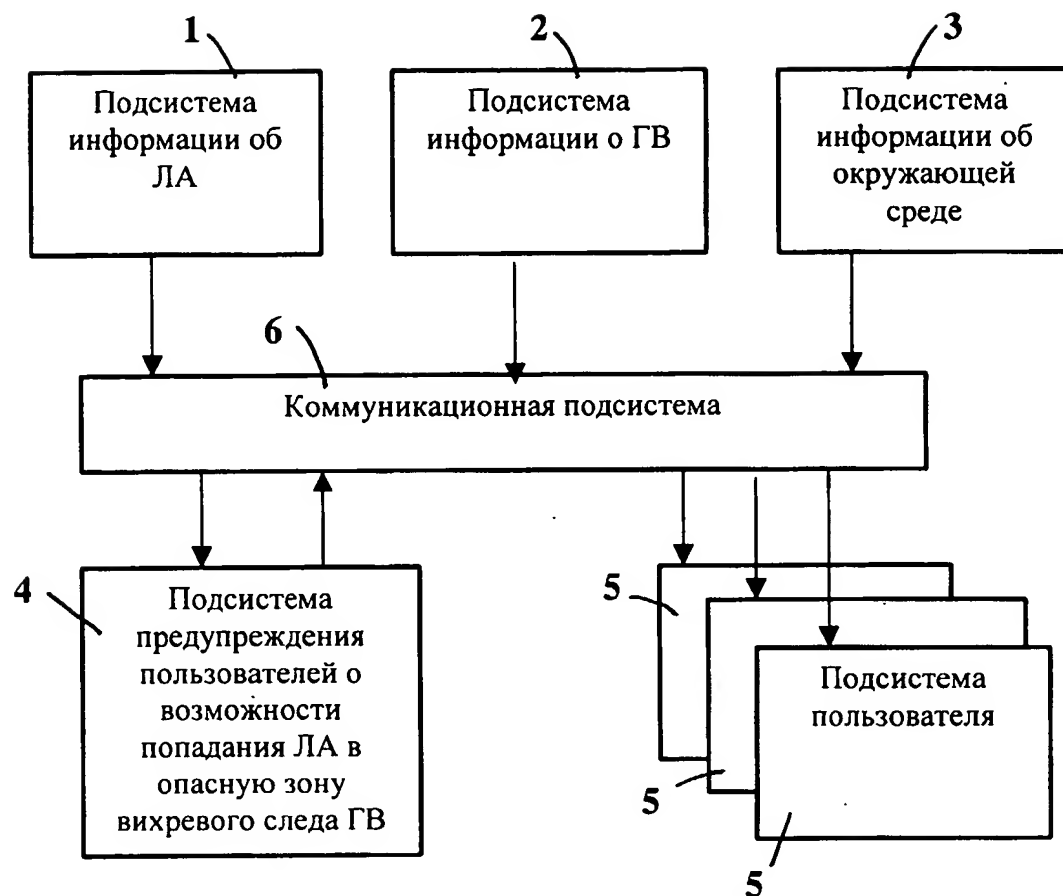 1
Подсистема
информации об
ЛА
2
Подсистема
информации о ГВ
3
Подсистема
информации об
окружающей
среде
6
Коммуникационная подсистема
4
Подсистема
предупреждения
пользователей о
возможности
попадания ЛА в
опасную зону
вихревого следа ГВ
5
5
Подсистема
пользователя
5